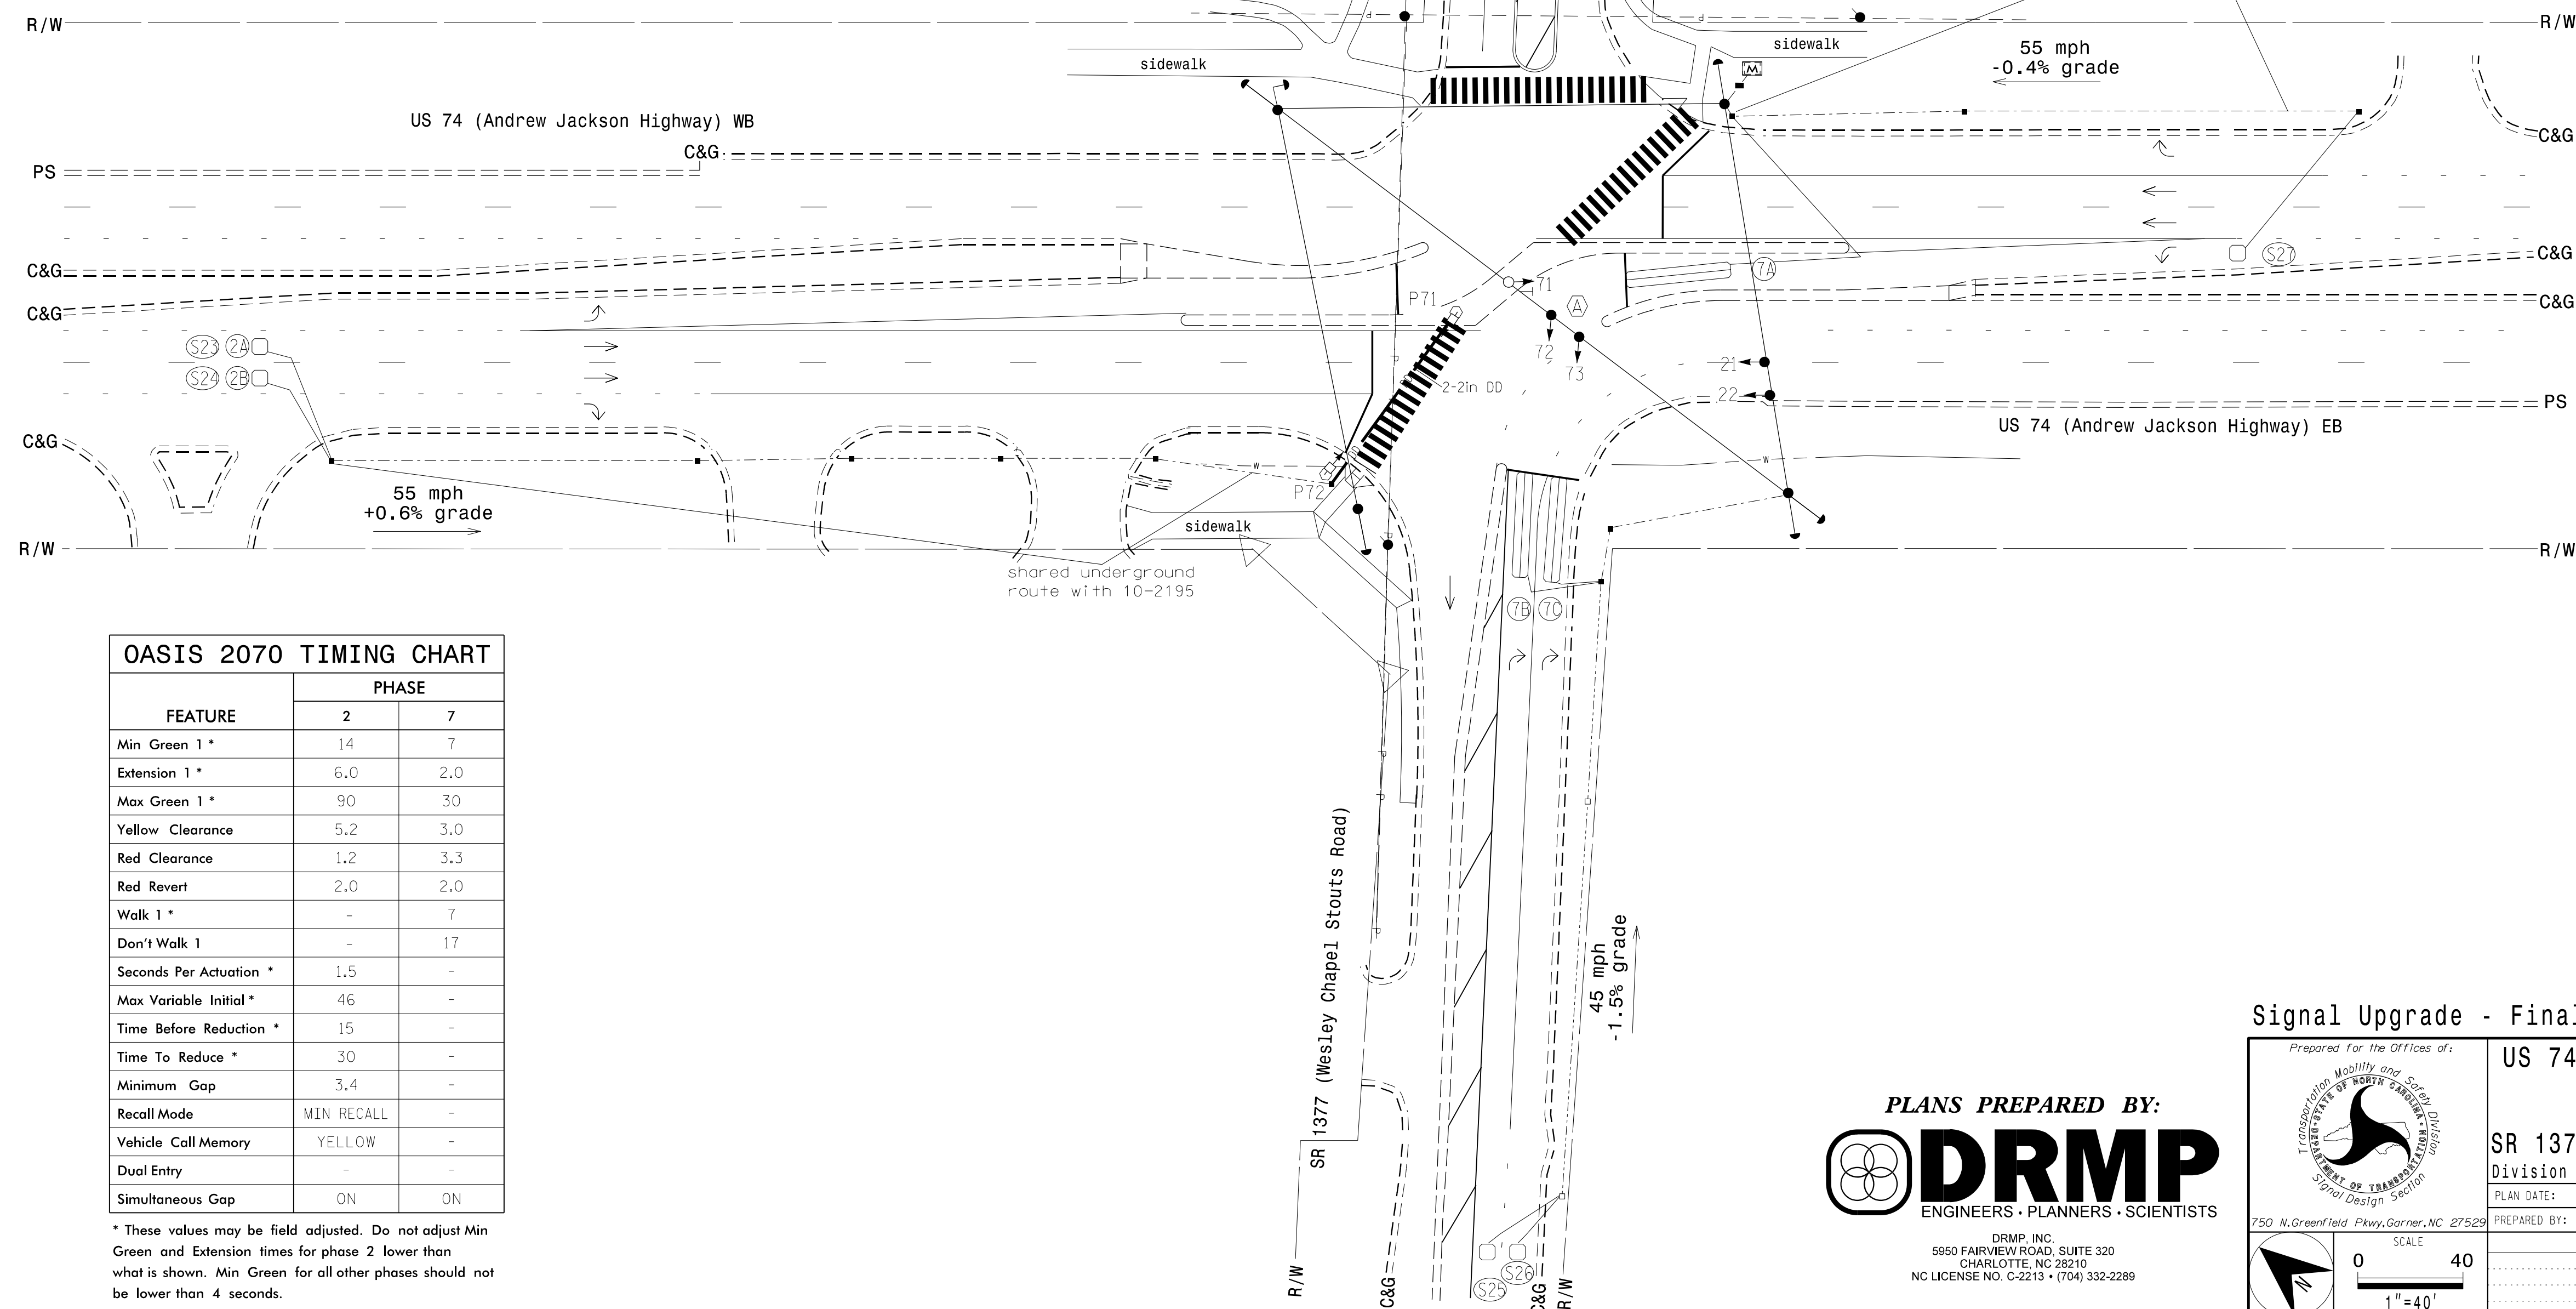 R/W
R/W
sidewalk
sidewalk
55 mph
-0.4% grade
US 74 (Andrew Jackson Highway) WB
C&G
PS
C&G
C&G
C&G
C&G
C&G
S27
7A
71
P71
A
72
73
21
22
S23 2A
S24 2B
2-2in DD
PS
US 74 (Andrew Jackson Highway) EB
C&G
W
W
P72
55 mph
+0.6% grade
sidewalk
R/W
R/W
shared underground
route with 10-2195
7B 7C
OASIS 2070 TIMING CHART
FEATURE PHASE
2 7
Min Green 1 * 14 7
Extension 1 * 6.0 2.0
Max Green 1 * 90 30
Yellow Clearance 5.2 3.0
Red Clearance 1.2 3.3
Red Revert 2.0 2.0
Walk 1 * - 7
Don't Walk 1 - 17
Seconds Per Actuation * 1.5 -
Max Variable Initial * 46 -
Time Before Reduction * 15 -
Time To Reduce * 30 -
Minimum Gap 3.4 -
Recall Mode MIN RECALL -
Vehicle Call Memory YELLOW -
Dual Entry - -
Simultaneous Gap ON ON
* These values may be field adjusted. Do not adjust Min
Green and Extension times for phase 2 lower than
what is shown. Min Green for all other phases should not
be lower than 4 seconds.
SR 1377 (Wesley Chapel Stouts Road)
45 mph
-1.5% grade
R/W
C&G
S25
S26
C&G
R/W
PLANS PREPARED BY:
DRMP
ENGINEERS • PLANNERS • SCIENTISTS
DRMP, INC.
5950 FAIRVIEW ROAD, SUITE 320
CHARLOTTE, NC 28210
NC LICENSE NO. C-2213 • (704) 332-2289
Signal Upgrade - Final
Prepared for the Offices of:
Transportation Mobility and Safety Division
STATE OF NORTH CAROLINA
DEPARTMENT OF TRANSPORTATION
Signal Design Section
750 N.Greenfield Pkwy,Garner,NC 27529
US 74
SR 137
Division
PLAN DATE:
PREPARED BY:
N
SCALE
0 40
1"=40'